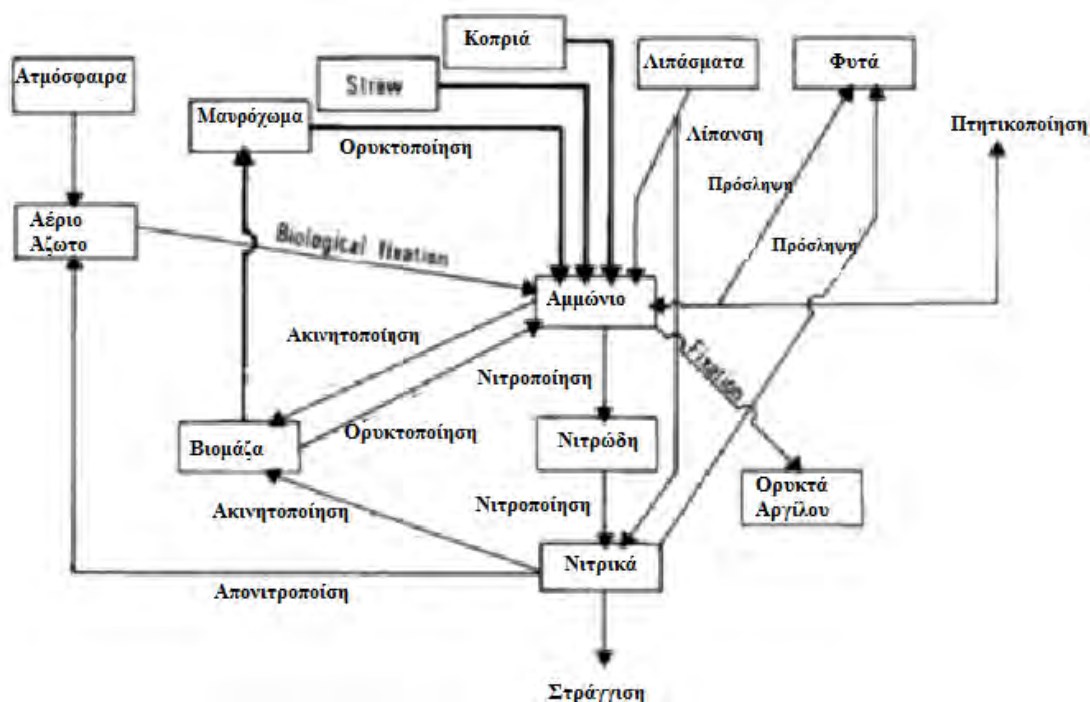 Κοπριά
Ατμόσφαιρα
Straw
Λιπάσματα
Φυτά
Μαυρόχωμα
Ορυκτοποίηση
Λίπανση
Πτητικοποίηση
Πρόσληψη
Αέριο
Άζωτο
Biological fixation
Πρόσληψη
Αμμώνιο
Ακινητοποίηση
Fixation
Νιτροποίηση
Βιομάζα
Ορυκτοποίηση
Νιτρώδη
Ορυκτά
Αργίλου
Ακινητοποίηση
Νιτροποίηση
Νιτρικά
Απονιτροποίση
Στράγγιση